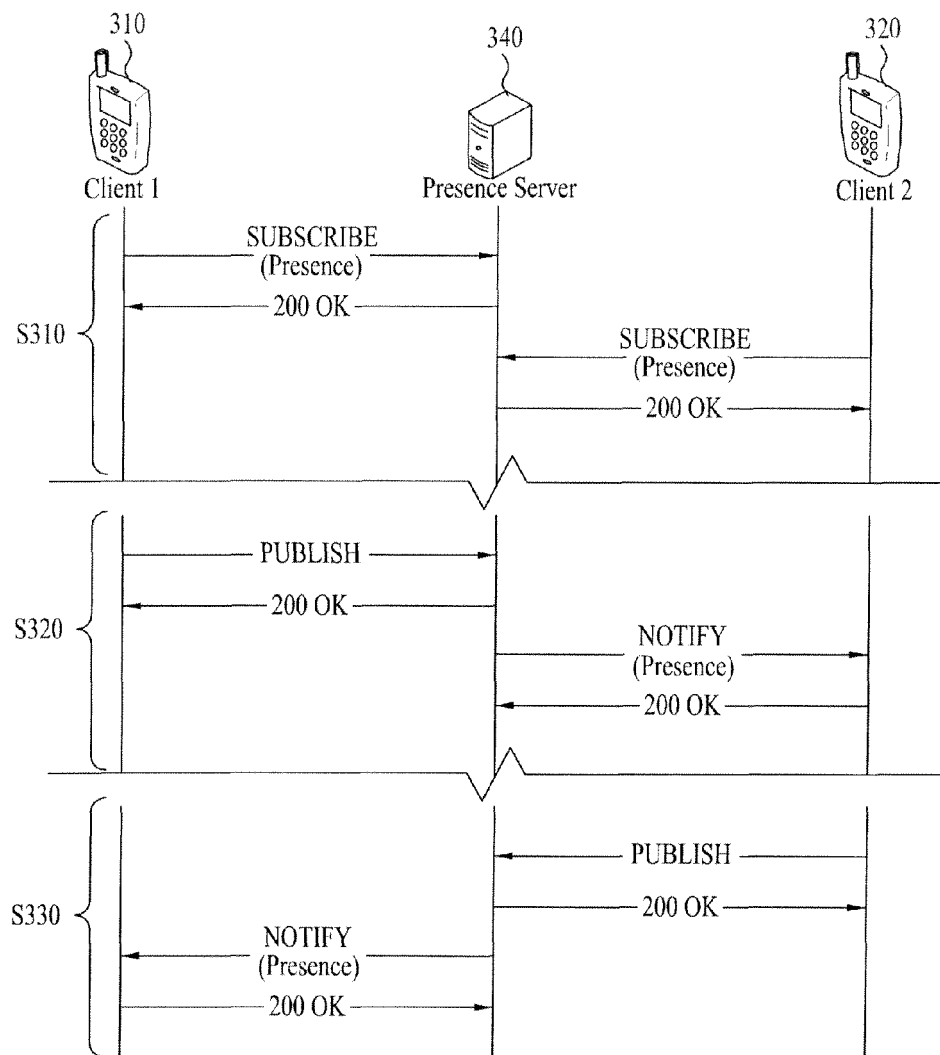 310
340
320
Client 1
Presence Server
Client 2
S310
SUBSCRIBE
(Presence)
200 OK
SUBSCRIBE
(Presence)
200 OK
S320
PUBLISH
200 OK
NOTIFY
(Presence)
200 OK
S330
PUBLISH
200 OK
NOTIFY
(Presence)
200 OK